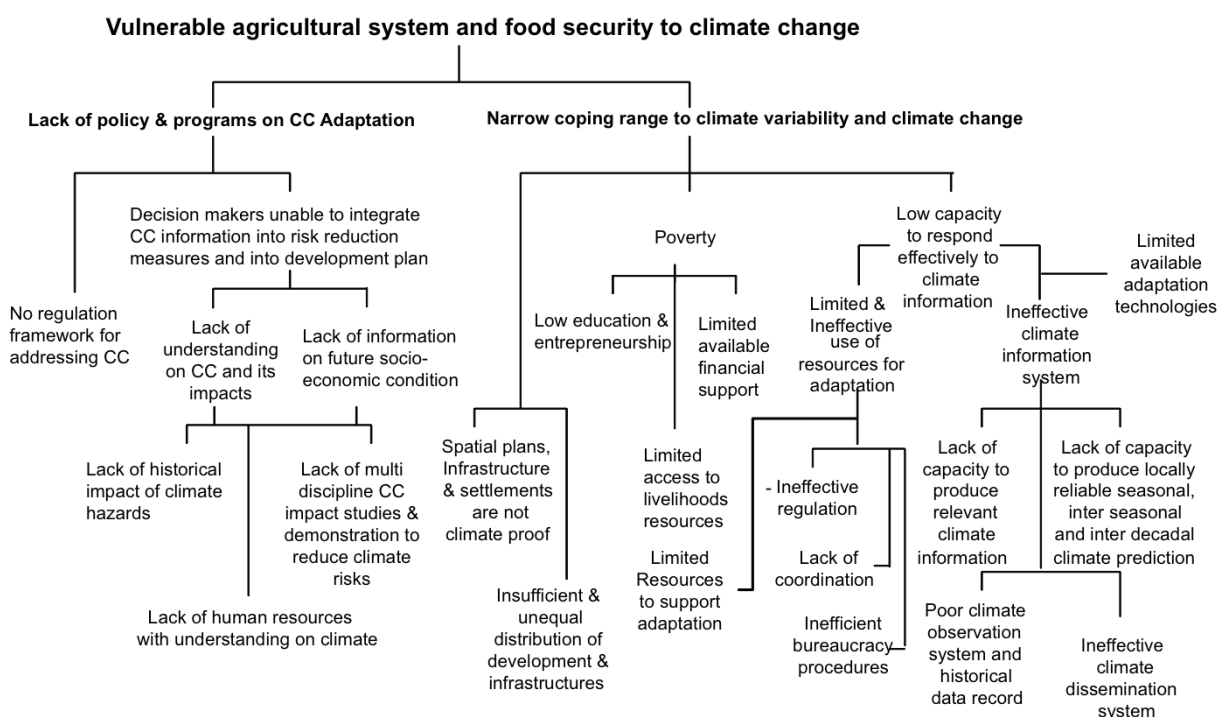 Vulnerable agricultural system and food security to climate change
Lack of policy & programs on CC Adaptation
Narrow coping range to climate variability and climate change
Decision makers unable to integrate
CC information into risk reduction
measures and into development plan
Poverty
Low capacity
to respond
effectively to
climate
information
Limited
available
adaptation
technologies
No regulation
framework for
addressing CC
Lack of
understanding
on CC and its
impacts
Lack of information
on future socio-
economic condition
Low education &
entrepreneurship
Limited
available
financial
support
Limited &
Ineffective
use of
resources for
adaptation
Ineffective
climate
information
system
Lack of historical
impact of climate
hazards
Lack of multi
discipline CC
impact studies &
demonstration to
reduce climate
risks
Spatial plans,
Infrastructure
& settlements
are not
climate proof
Limited
access to
livelihoods
resources
- Ineffective
regulation
Lack of
capacity to
produce
relevant
climate
information
Lack of capacity
to produce locally
reliable seasonal,
inter seasonal
and inter decadal
climate prediction
Lack of human resources
with understanding on climate
Insufficient &
unequal
distribution of
development &
infrastructures
Limited
Resources
to support
adaptation
Lack of
coordination
Inefficient
bureaucracy
procedures
Poor climate
observation
system and
historical
data record
Ineffective
climate
dissemination
system